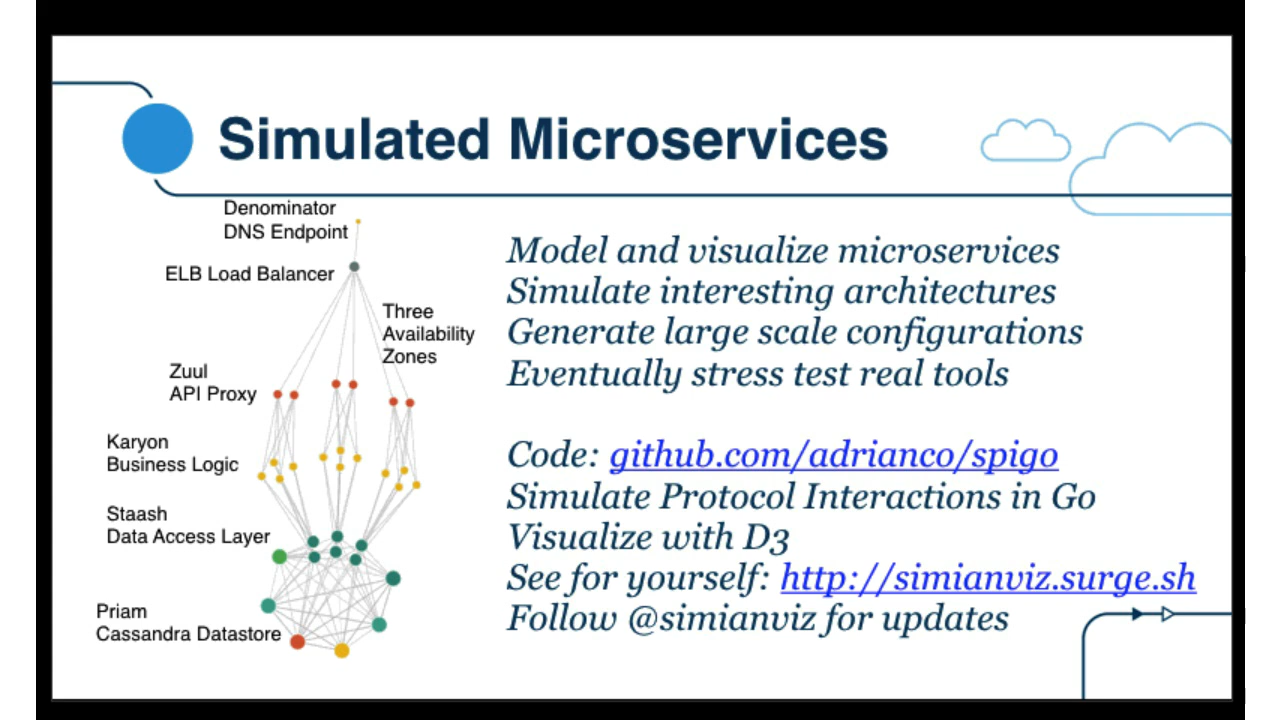 Simulated Microservices
Denominator
DNS Endpoint
ELB Load Balancer
Three
Availability
Zones
Zuul
API Proxy
Karyon
Business Logic
Staash
Data Access Layer
Priam
Cassandra Datastore
Model and visualize microservices
Simulate interesting architectures
Generate large scale configurations
Eventually stress test real tools
Code: github.com/adrianco/spigo
Simulate Protocol Interactions in Go
Visualize with D3
See for yourself: http://simianviz.surge.sh
Follow @simianviz for updates